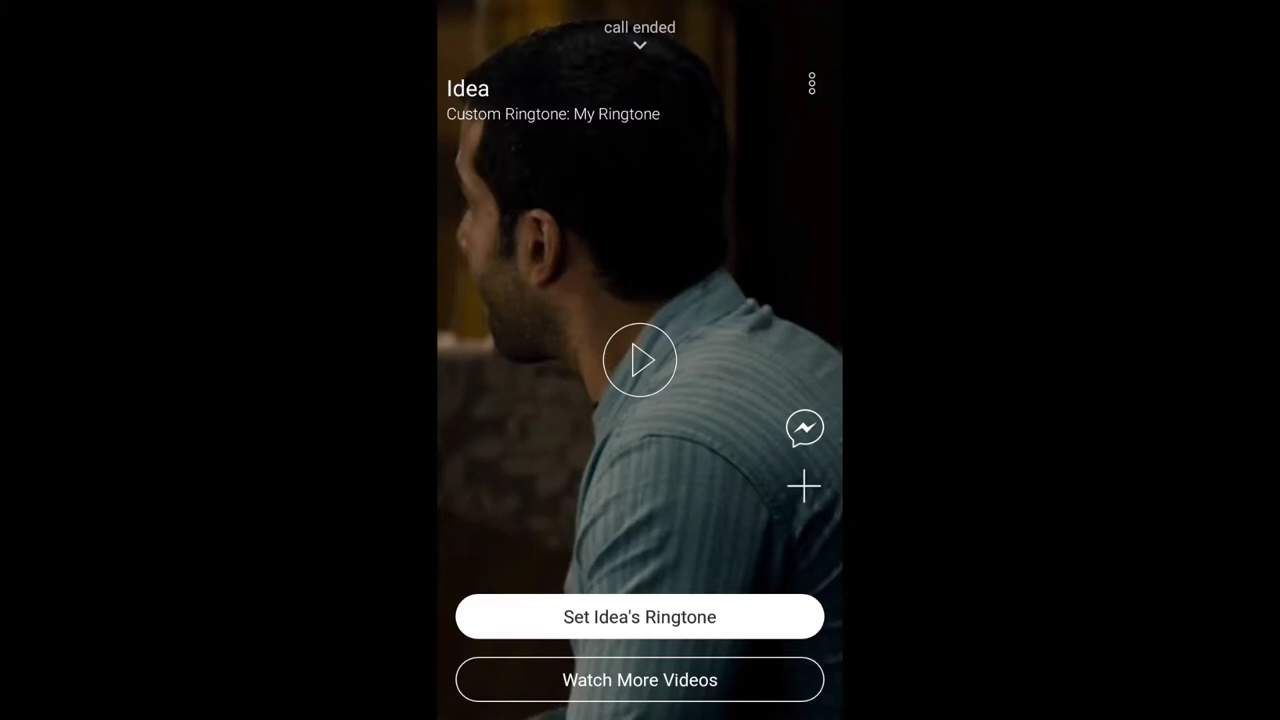 call ended
Idea
Custom Ringtone: My Ringtone
Set Idea's Ringtone
Watch More Videos